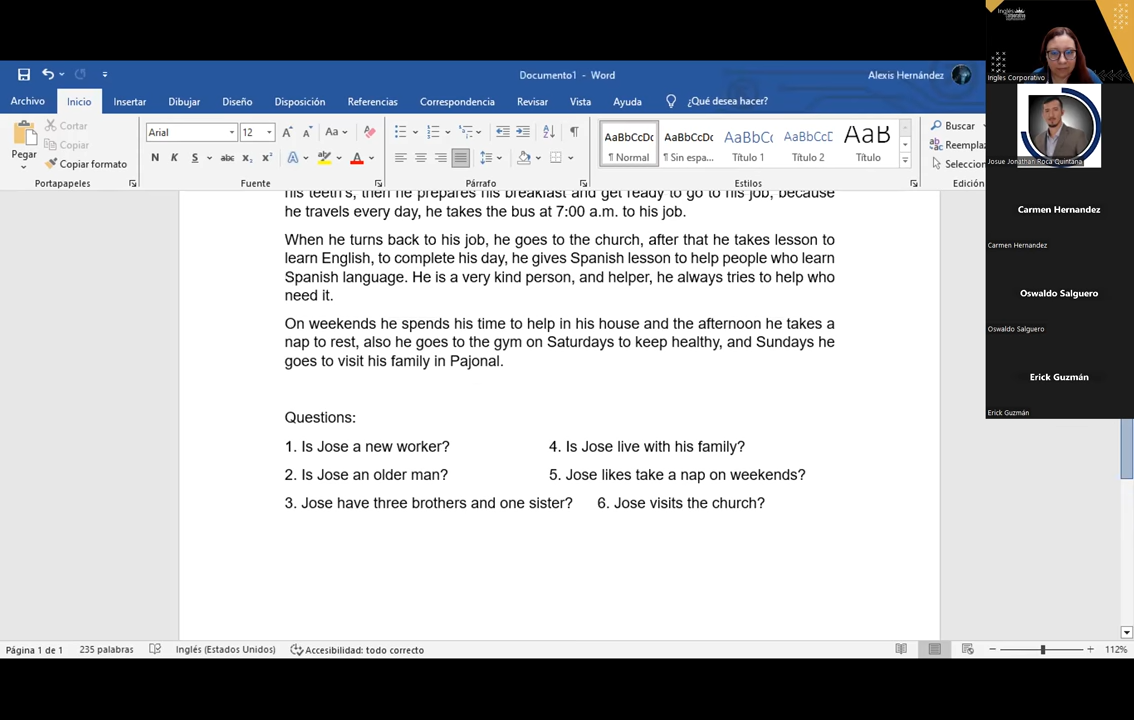 Documento1 - Word
Alexis Hernández
Archivo Inicio Insertar Dibujar Diseño Disposición Referencias Correspondencia Revisar Vista Ayuda ¿Qué desea hacer?
Pegar
Cortar
Copiar
Copiar formato
Portapapeles
Arial 12
N K S abc x₂ x²
Fuente
Párrafo
AaBbCcDc AaBbCcDc AaBbCc AaBbCcD AaB
¶ Normal ¶ Sin espa... Título 1 Título 2 Título
Estilos
Buscar
Reempla
Seleccion
Edición
his teeth's, then he prepares his breakfast and get ready to go to his job, because
he travels every day, he takes the bus at 7:00 a.m. to his job.
When he turns back to his job, he goes to the church, after that he takes lesson to
learn English, to complete his day, he gives Spanish lesson to help people who learn
Spanish language. He is a very kind person, and helper, he always tries to help who
need it.
On weekends he spends his time to help in his house and the afternoon he takes a
nap to rest, also he goes to the gym on Saturdays to keep healthy, and Sundays he
goes to visit his family in Pajonal.
Questions:
1. Is Jose a new worker? 4. Is Jose live with his family?
2. Is Jose an older man? 5. Jose likes take a nap on weekends?
3. Jose have three brothers and one sister? 6. Jose visits the church?
Página 1 de 1 235 palabras Inglés (Estados Unidos) Accesibilidad: todo correcto 112%
Inglés
Ingles Corporativo
Josue Jonathan Roca Quintana
Carmen Hernandez
Carmen Hernandez
Oswaldo Salguero
Oswaldo Salguero
Erick Guzmán
Erick Guzmán